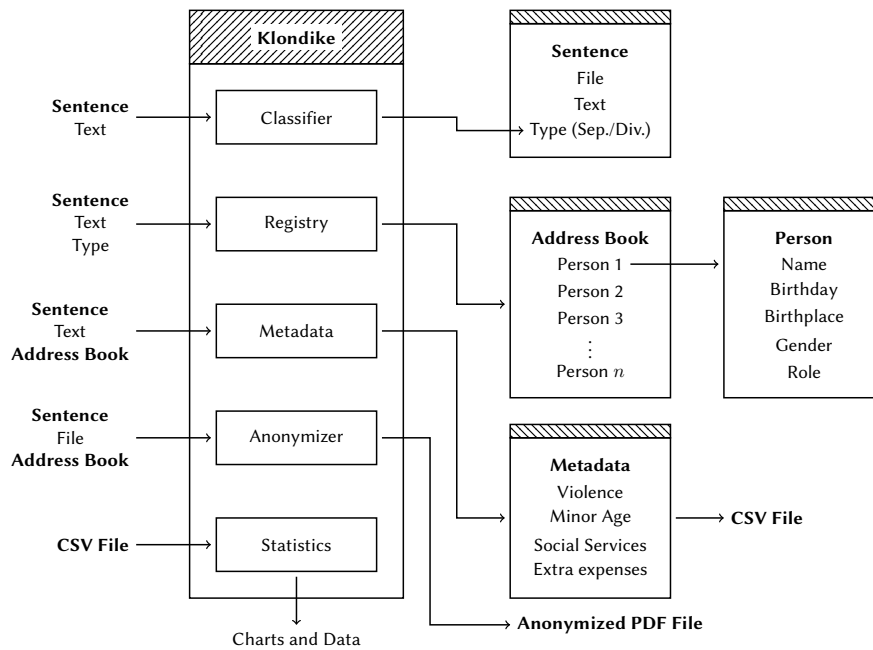 Klondike
Sentence
Text
Classifier
Sentence
File
Text
Type (Sep./Div.)
Sentence
Text
Type
Registry
Address Book
Person 1
Person 2
Person 3
⋮
Person n
Person
Name
Birthday
Birthplace
Gender
Role
Sentence
Text
Address Book
Metadata
Sentence
File
Address Book
Anonymizer
Metadata
Violence
Minor Age
Social Services
Extra expenses
CSV File
CSV File
Statistics
Charts and Data
Anonymized PDF File